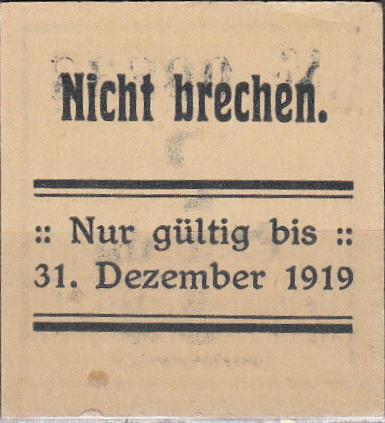 Nicht brechen.
:: Nur gültig bis ::
31. Dezember 1919